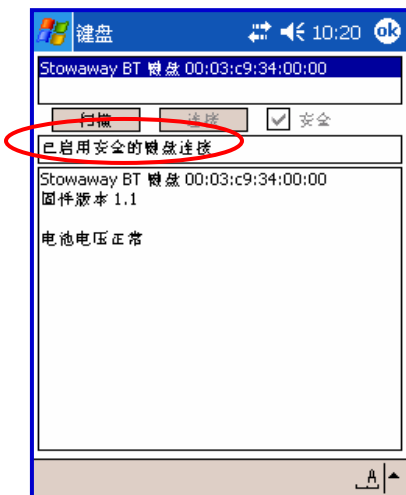 键盘 10:20 ok
Stowaway BT 键盘 00:03:c9:34:00:00
扫描 连接 安全
已启用安全的键盘连接
Stowaway BT 键盘 00:03:c9:34:00:00
固件版本 1.1
电池电压正常
A